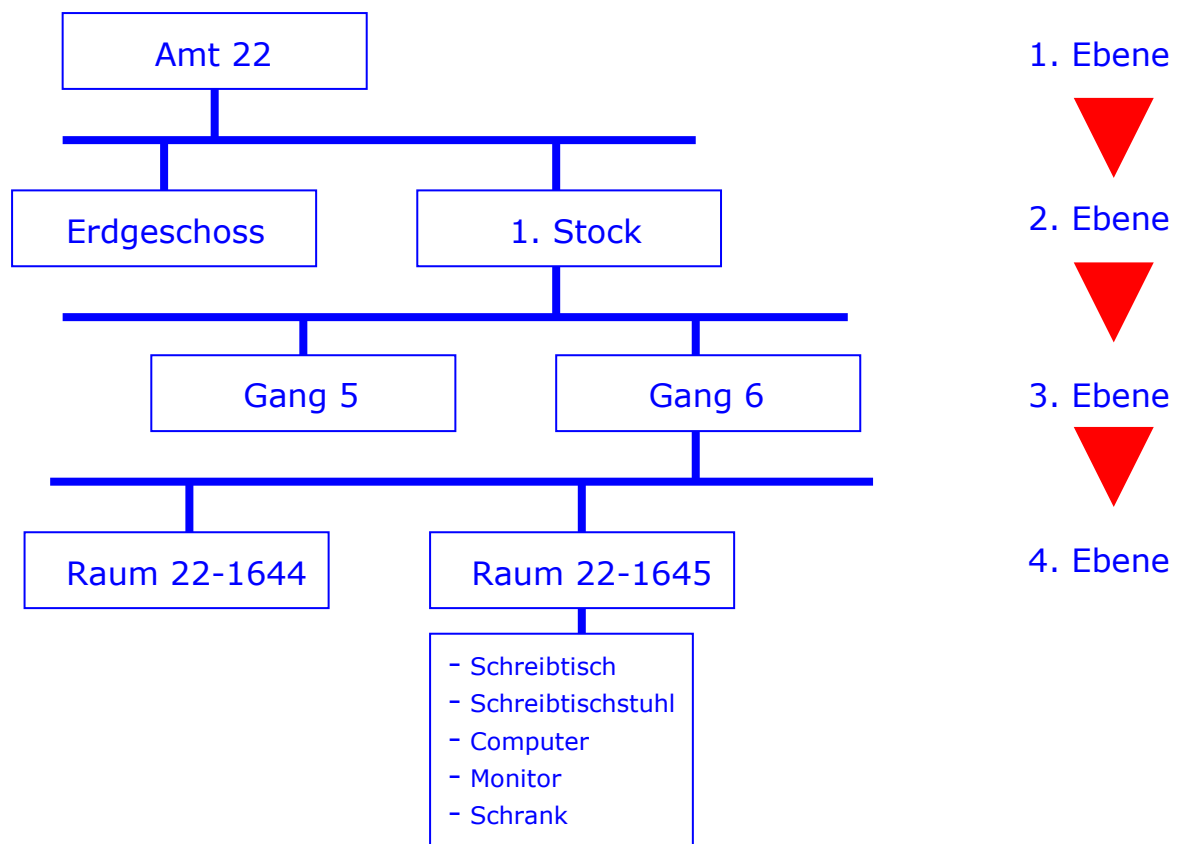 Amt 22
1. Ebene
Erdgeschoss
1. Stock
2. Ebene
Gang 5
Gang 6
3. Ebene
Raum 22-1644
Raum 22-1645
4. Ebene
- Schreibtisch
- Schreibtischstuhl
- Computer
- Monitor
- Schrank